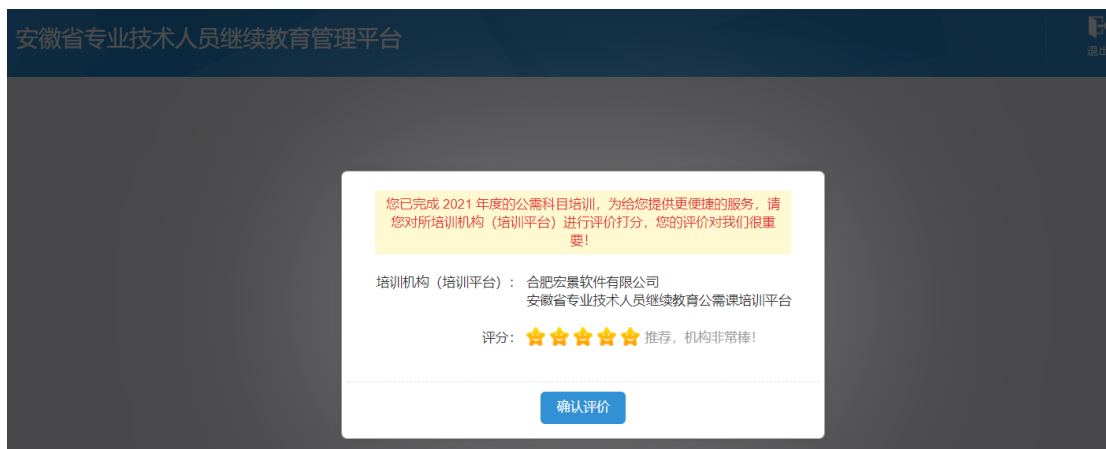 安徽省专业技术人员继续教育管理平台
退出
您已完成 2021 年度的公需科目培训，为给您提供更便捷的服务，请
您对所培训机构（培训平台）进行评价打分，您的评价对我们很重
要！
培训机构（培训平台）： 合肥宏景软件有限公司
安徽省专业技术人员继续教育公需课培训平台
评分： 推荐，机构非常棒！
确认评价